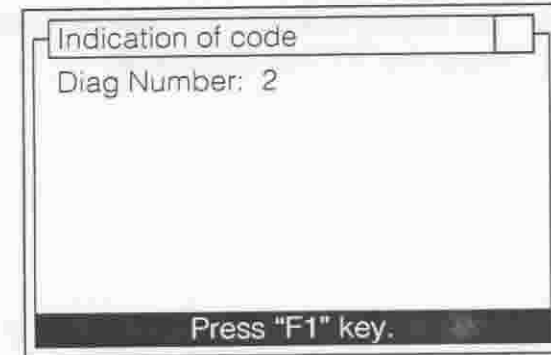 Indication of code
Diag Number: 2
Press "F1" key.